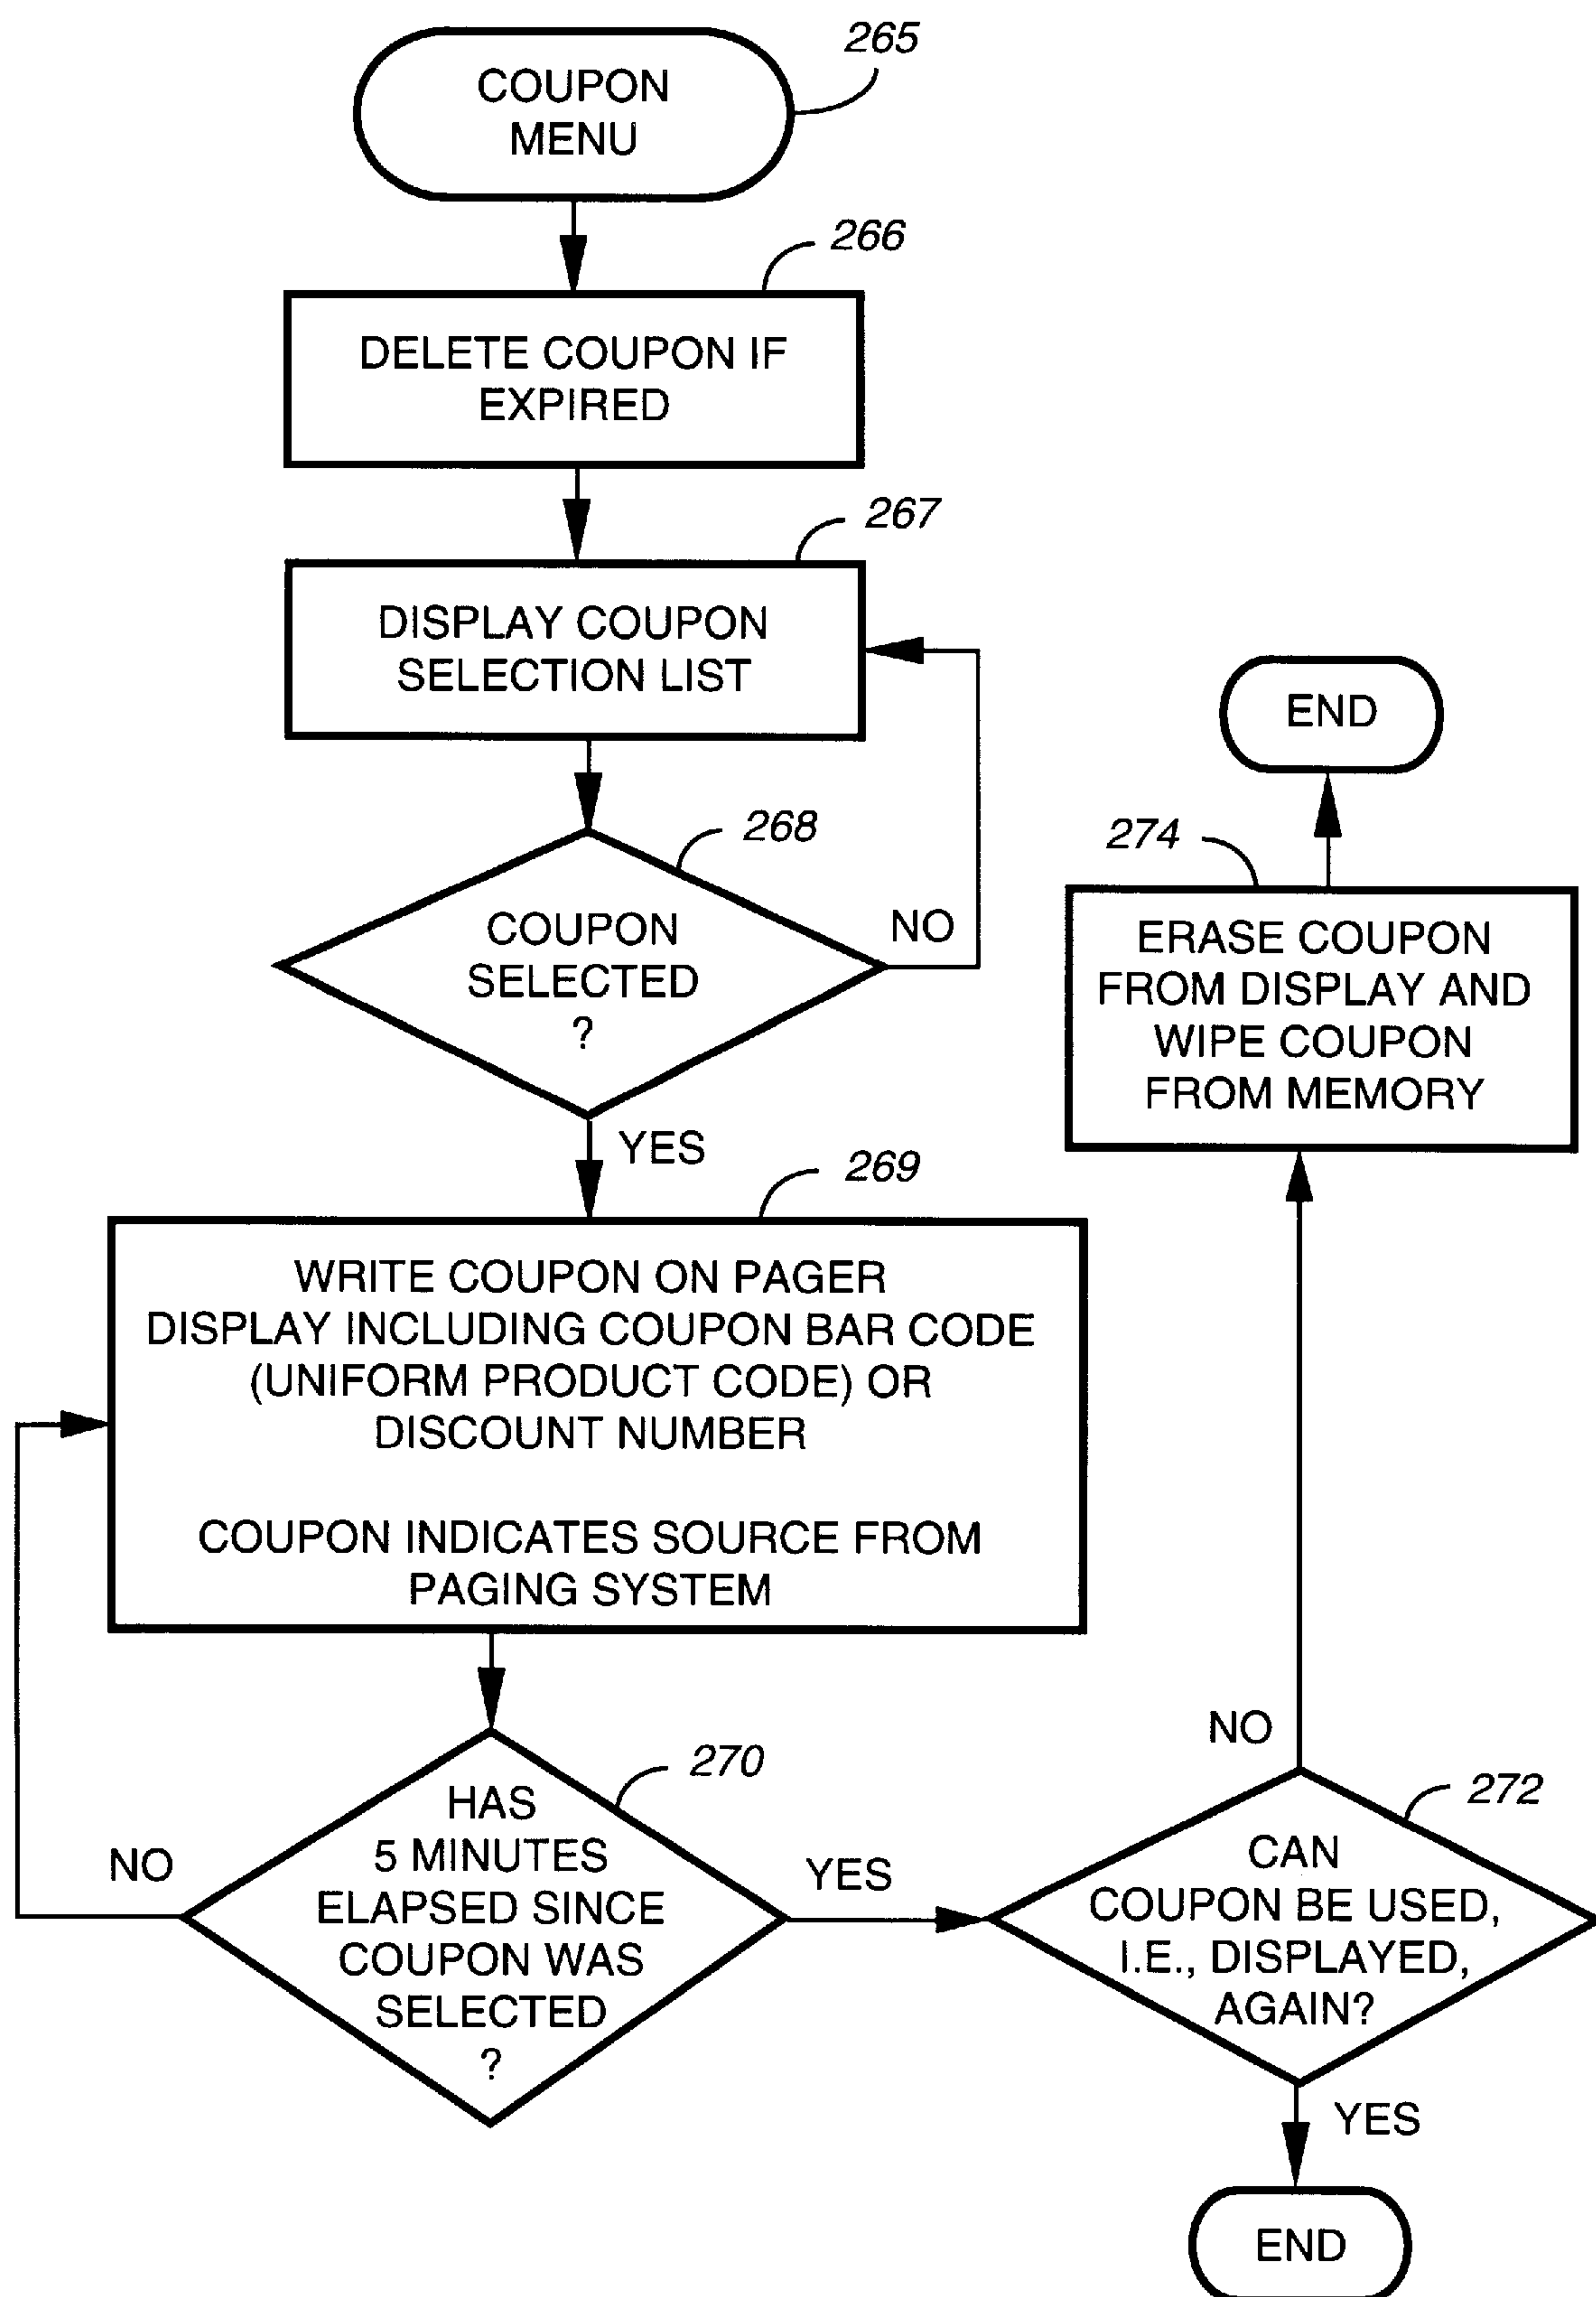 265
COUPON
MENU
266
DELETE COUPON IF
EXPIRED
267
DISPLAY COUPON
SELECTION LIST
268
COUPON
SELECTED
?
NO
YES
269
WRITE COUPON ON PAGER
DISPLAY INCLUDING COUPON BAR CODE
(UNIFORM PRODUCT CODE) OR
DISCOUNT NUMBER
COUPON INDICATES SOURCE FROM
PAGING SYSTEM
270
HAS
5 MINUTES
ELAPSED SINCE
COUPON WAS
SELECTED
?
NO
YES
272
CAN
COUPON BE USED,
I.E., DISPLAYED,
AGAIN?
NO
YES
END
274
ERASE COUPON
FROM DISPLAY AND
WIPE COUPON
FROM MEMORY
END